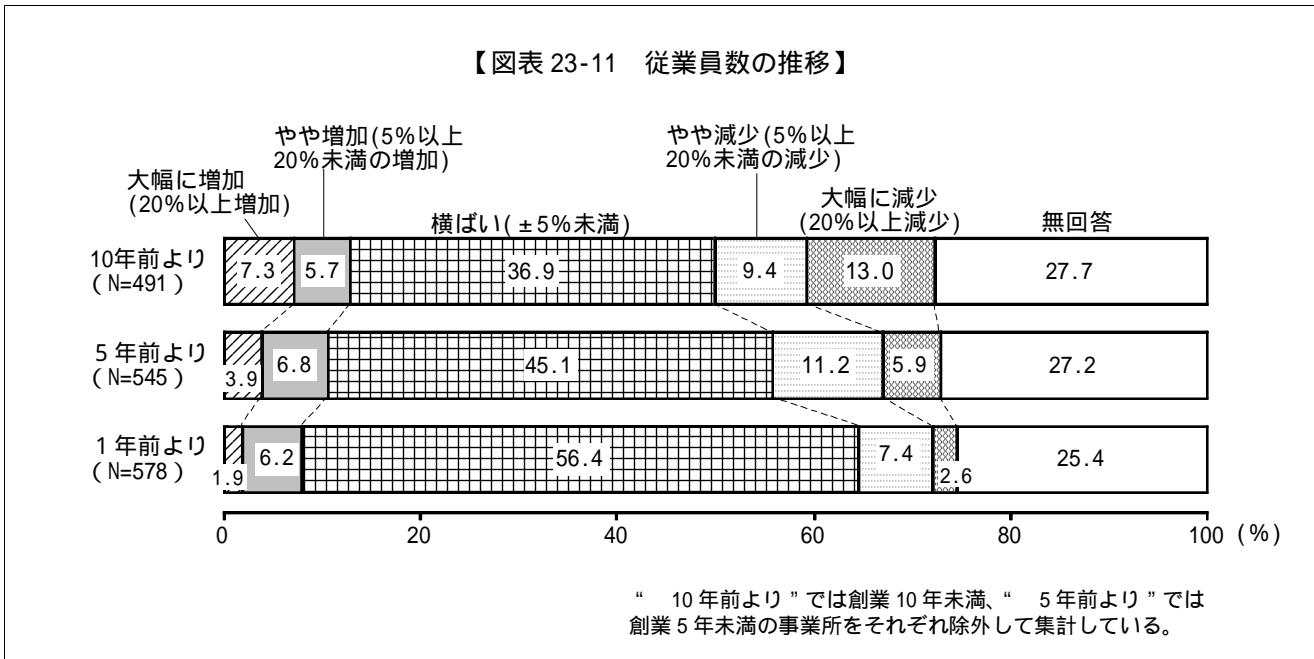 【図表 23-11　従業員数の推移】
やや増加(5%以上
20%未満の増加)
やや減少(5%以上
20%未満の減少)
大幅に増加
(20%以上増加)
横ばい(±5%未満)
大幅に減少
(20%以上減少)
無回答
10年前より
(N=491)
7.3 5.7 36.9 9.4 13.0 27.7
5年前より
(N=545)
3.9 6.8 45.1 11.2 5.9 27.2
1年前より
(N=578)
1.9 6.2 56.4 7.4 2.6 25.4
0 20 40 60 80 100 (%)
“　10年前より”では創業10年未満、“　5年前より”では
創業5年未満の事業所をそれぞれ除外して集計している。